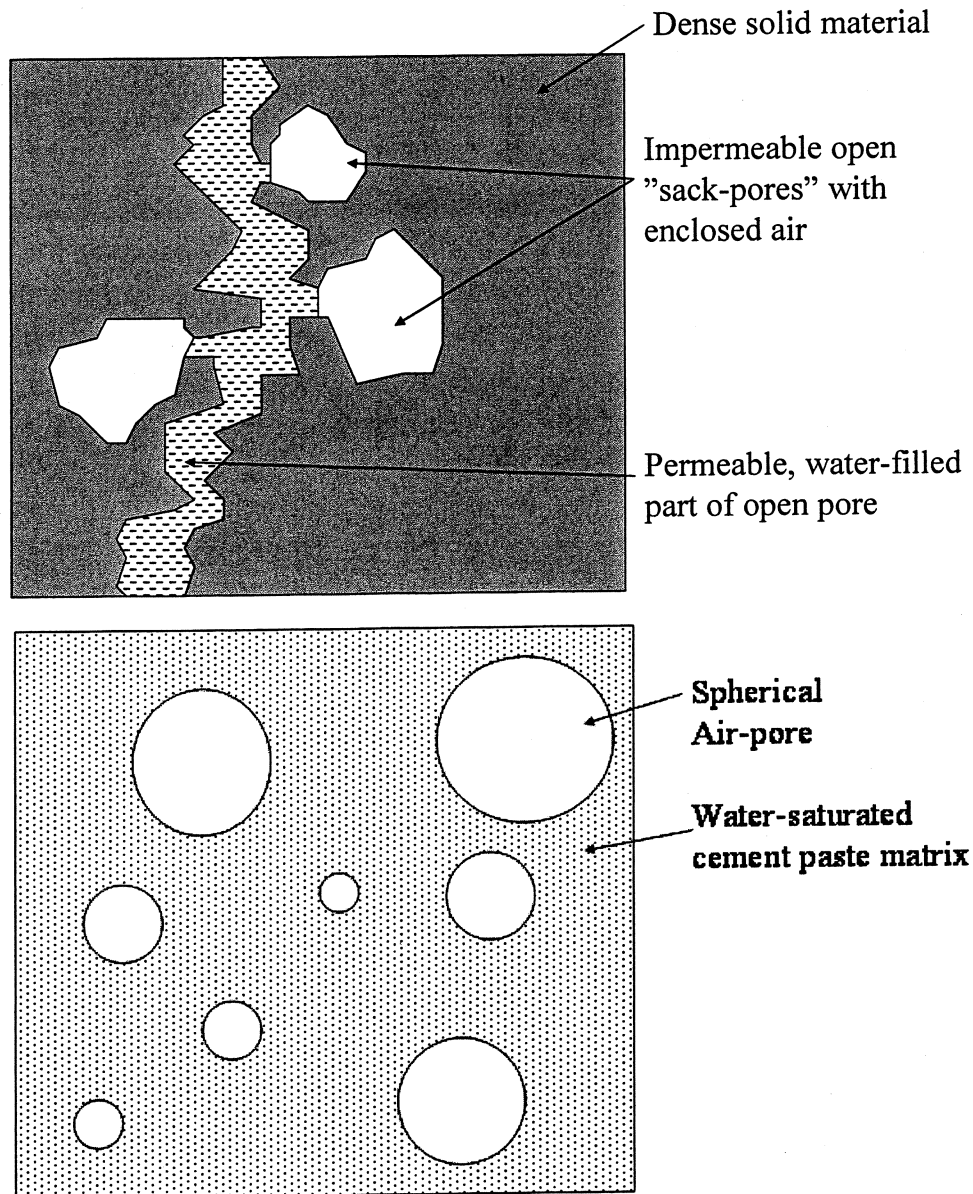 Dense solid material
Impermeable open
”sack-pores” with
enclosed air
Permeable, water-filled
part of open pore
Spherical
Air-pore
Water-saturated
cement paste matrix